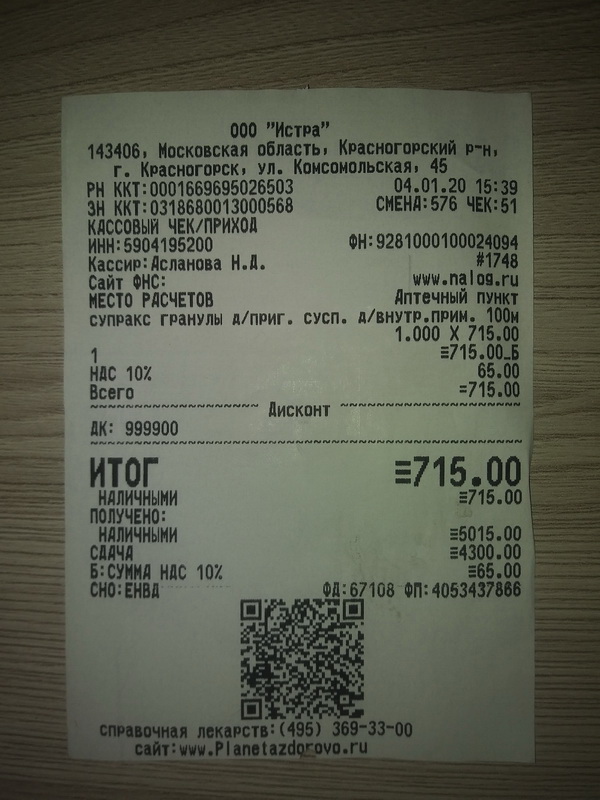 ООО "Истра"
143406, Московская область, Красногорский р-н,
г. Красногорск, ул. Комсомольская, 45
РН ККТ:0001669695026503 04.01.20 15:39
ЗН ККТ:0318680013000568 СМЕНА:576 ЧЕК:51
КАССОВЫЙ ЧЕК/ПРИХОД
ИНН:5904195200 ФН:9281000100024094
Кассир:Асланова Н.Д. #1748
Сайт ФНС: www.nalog.ru
МЕСТО РАСЧЕТОВ Аптечный пункт
супракс гранулы д/приг. сусп. д/внутр.прим. 100м
1.000 X 715.00
1 ≡715.00_Б
НДС 10% 65.00
Всего =715.00
~~~~~~~~~~~~~~~~~~~ Дисконт ~~~~~~~~~~~~~~~~~~~~
ДК: 999900
~~~~~~~~~~~~~~~~~~~~~~~~~~~~~~~~~~~~~~~~~~~~~~~~
ИТОГ ≡715.00
НАЛИЧНЫМИ ≡715.00
ПОЛУЧЕНО:
НАЛИЧНЫМИ ≡5015.00
СДАЧА ≡4300.00
Б:СУММА НДС 10% ≡65.00
СНО:ЕНВД ФД:67108 ФП:4053437866
справочная лекарств:(495) 369-33-00
сайт:www.Planetazdorovo.ru